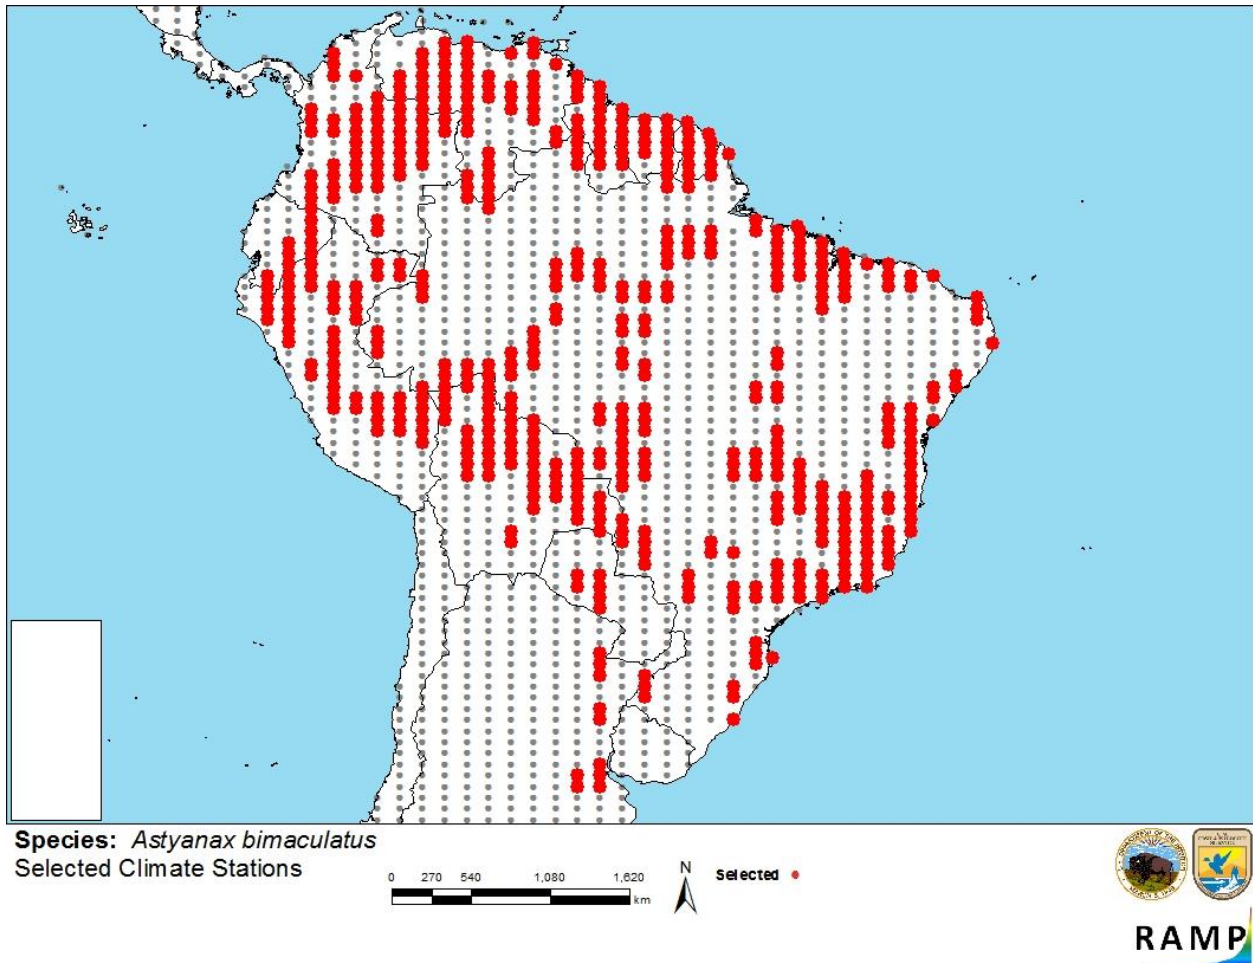 Species: Astyanax bimaculatus
Selected Climate Stations
0 270 540 1,080 1,620
km
N
Selected
RAMP